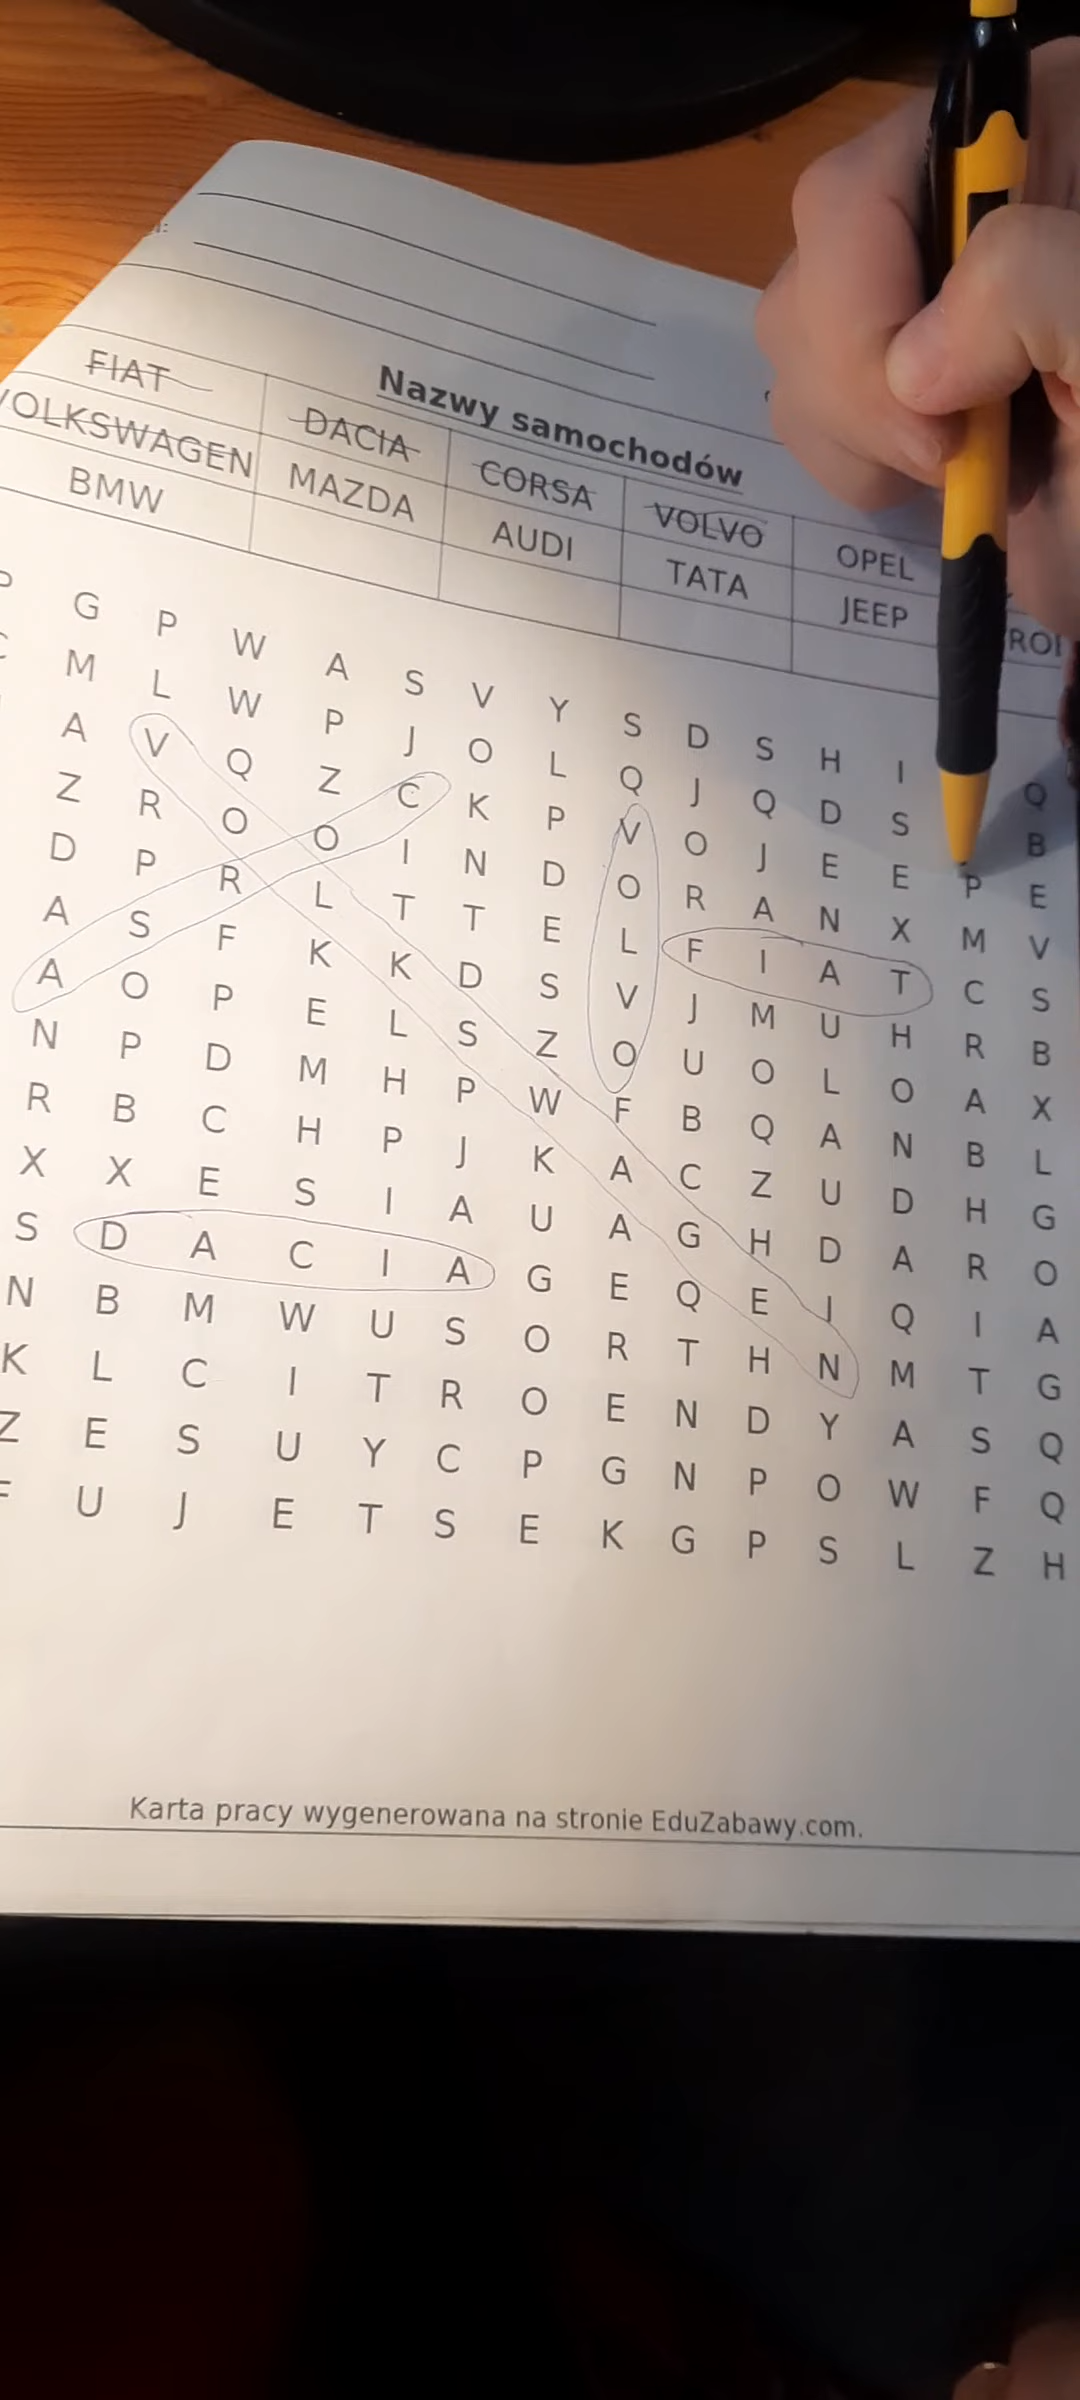 Nazwy samochodów
FIAT DACIA CORSA VOLVO OPEL
VOLKSWAGEN MAZDA AUDI TATA JEEP
BMW
G P W A S V Y S D S H I Q
M L W P J O L Q J Q D S B
A V Q Z C K P V O J E E P E
Z R O O I N D O R A N X M V
D P R L T T E L F I A T C S
A S F K K D S V J M U H R B
A O P E L S Z O U O L O A X
N P D M H P W F B Q A N B L
R B C H P J K A C Z U D H G
X X E S I A U A G H D A R O
S D A C I A G E Q E I Q I A
N B M W U S O R T H N M T G
K L C I T R O E N D Y A S Q
Z E S U Y C P G N P O W F Q
U J E T S E K G P S L Z H
Karta pracy wygenerowana na stronie EduZabawy.com.